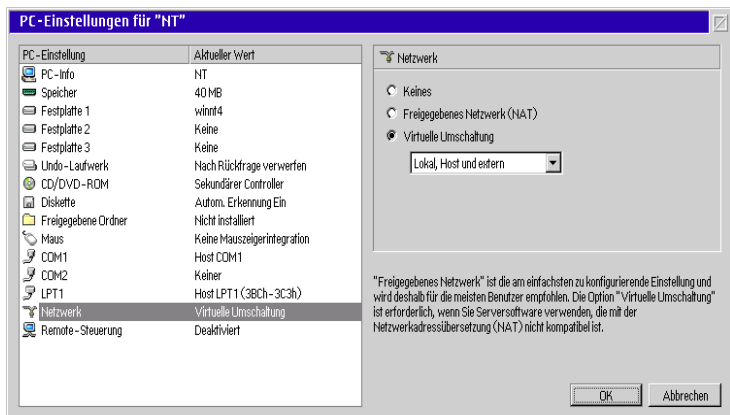 PC-Einstellungen für "NT"
PC-Einstellung Aktueller Wert
PC-Info NT
Speicher 40 MB
Festplatte 1 winnt4
Festplatte 2 Keine
Festplatte 3 Keine
Undo-Laufwerk Nach Rückfrage verwerfen
CD/DVD-ROM Sekundärer Controller
Diskette Autom. Erkennung Ein
Freigegebene Ordner Nicht installiert
Maus Keine Mauszeigerintegration
COM1 Host COM1
COM2 Keiner
LPT1 Host LPT1 (3BCh-3C3h)
Netzwerk Virtuelle Umschaltung
Remote-Steuerung Deaktiviert
Netzwerk
Keines
Freigegebenes Netzwerk (NAT)
Virtuelle Umschaltung
Lokal, Host und extern
"Freigegebenes Netzwerk" ist die am einfachsten zu konfigurierende Einstellung und
wird deshalb für die meisten Benutzer empfohlen. Die Option "Virtuelle Umschaltung"
ist erforderlich, wenn Sie Serversoftware verwenden, die mit der
Netzwerkadressübersetzung (NAT) nicht kompatibel ist.
OK Abbrechen